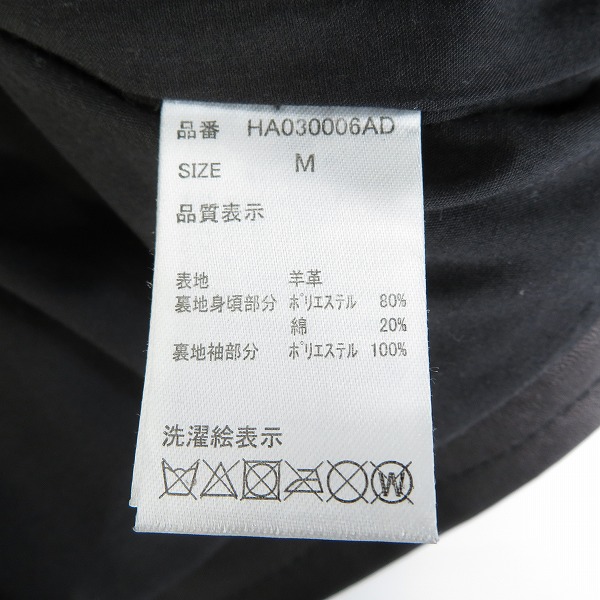 品番 HA030006AD
SIZE M
品質表示
表地 羊革
裏地身頃部分 ポリエステル 80%
綿 20%
裏地袖部分 ポリエステル 100%
洗濯絵表示
W